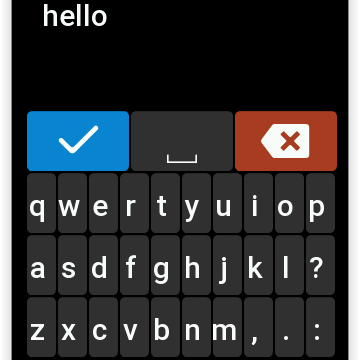 hello
q w e r t y u i o p
a s d f g h j k l ?
z x c v b n m , . :